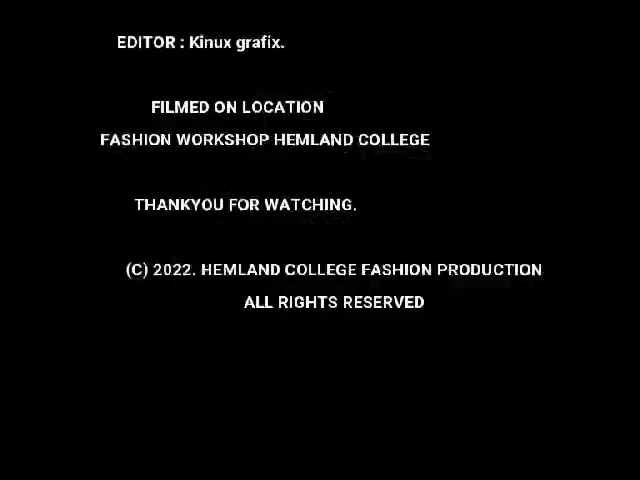 EDITOR : Kinux grafix.
FILMED ON LOCATION
FASHION WORKSHOP HEMLAND COLLEGE
THANKYOU FOR WATCHING.
(C) 2022. HEMLAND COLLEGE FASHION PRODUCTION
ALL RIGHTS RESERVED